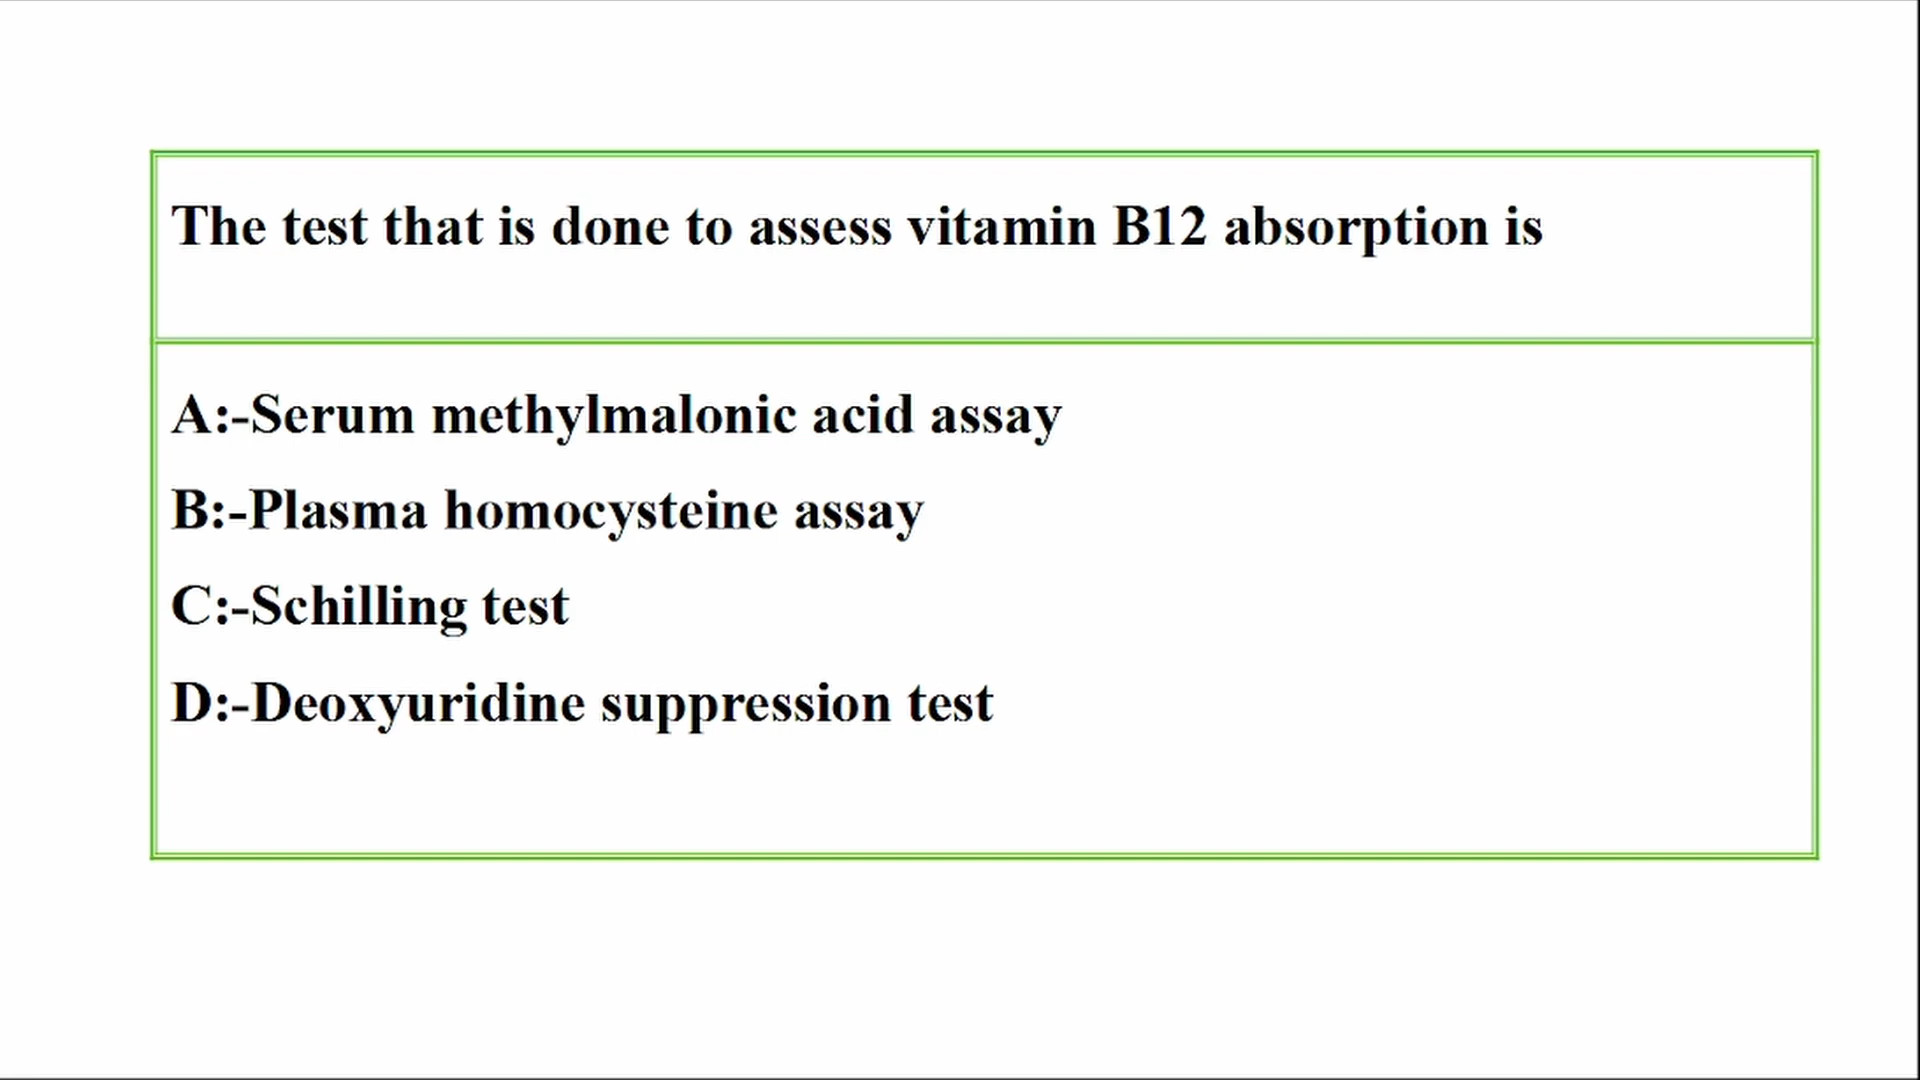 The test that is done to assess vitamin B12 absorption is
A:-Serum methylmalonic acid assay
B:-Plasma homocysteine assay
C:-Schilling test
D:-Deoxyuridine suppression test